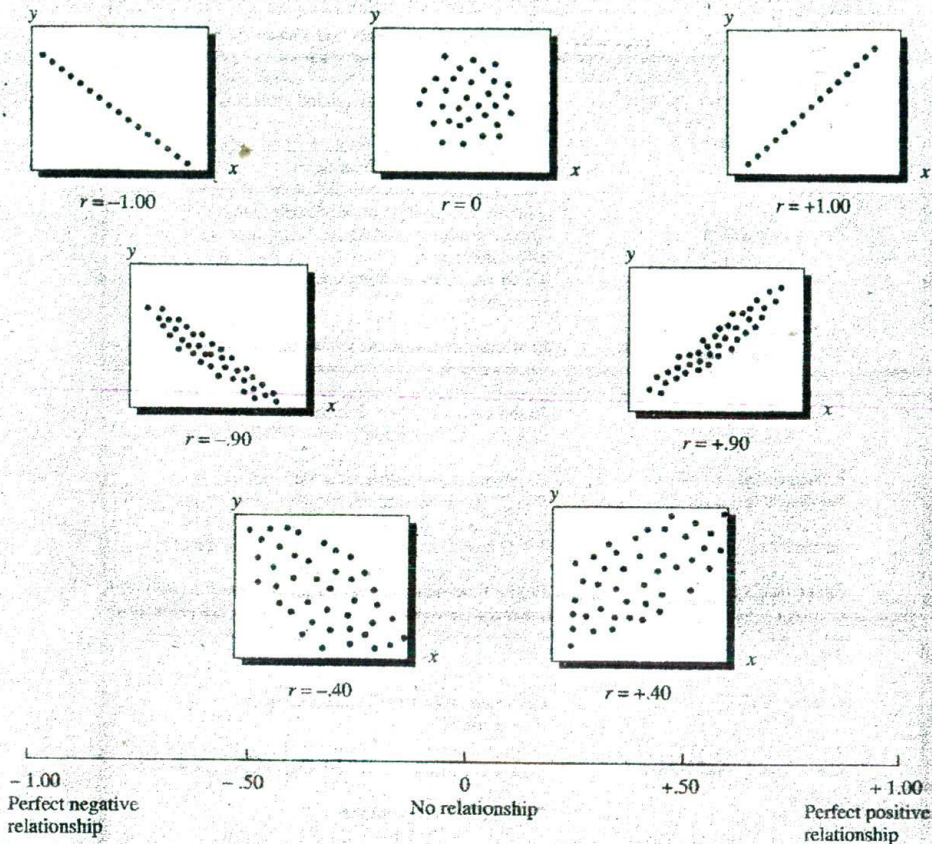 y
y
y
x
x
x
r = –1.00
r = 0
r = +1.00
y
y
x
x
r = –.90
r = +.90
y
y
x
x
r = –.40
r = +.40
– 1.00
– .50
0
+.50
+ 1.00
Perfect negative
relationship
No relationship
Perfect positive
relationship